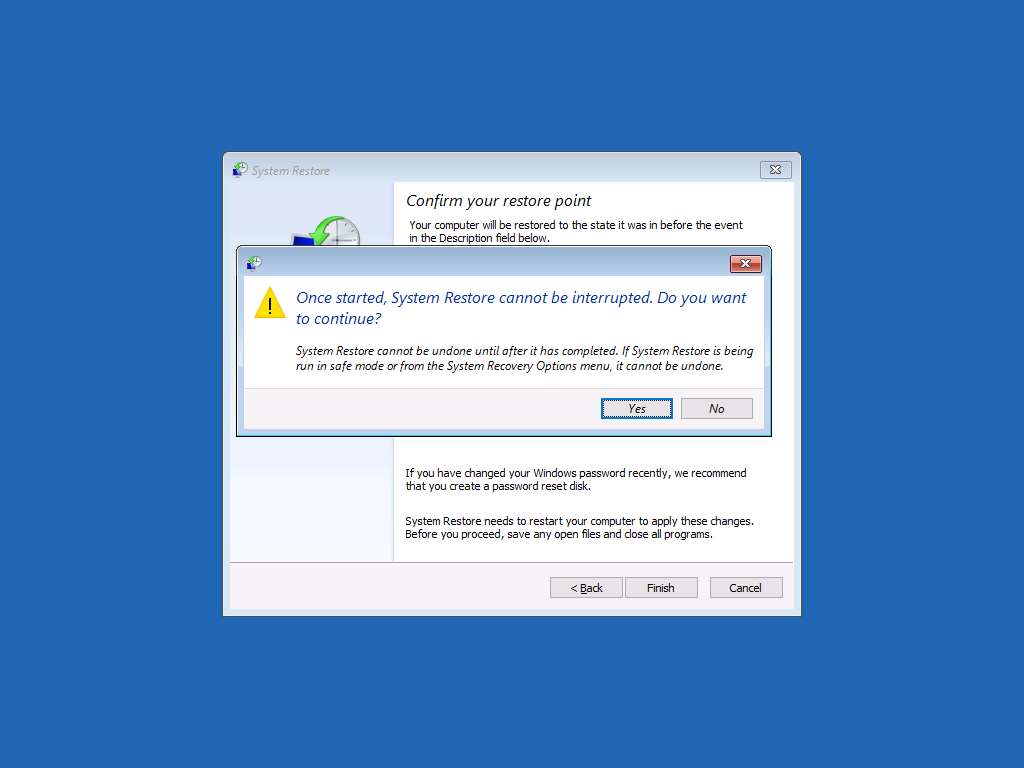 System Restore
Confirm your restore point
Your computer will be restored to the state it was in before the event
in the Description field below.
Once started, System Restore cannot be interrupted. Do you want
to continue?
System Restore cannot be undone until after it has completed. If System Restore is being
run in safe mode or from the System Recovery Options menu, it cannot be undone.
Yes No
If you have changed your Windows password recently, we recommend
that you create a password reset disk.
System Restore needs to restart your computer to apply these changes.
Before you proceed, save any open files and close all programs.
< Back Finish Cancel